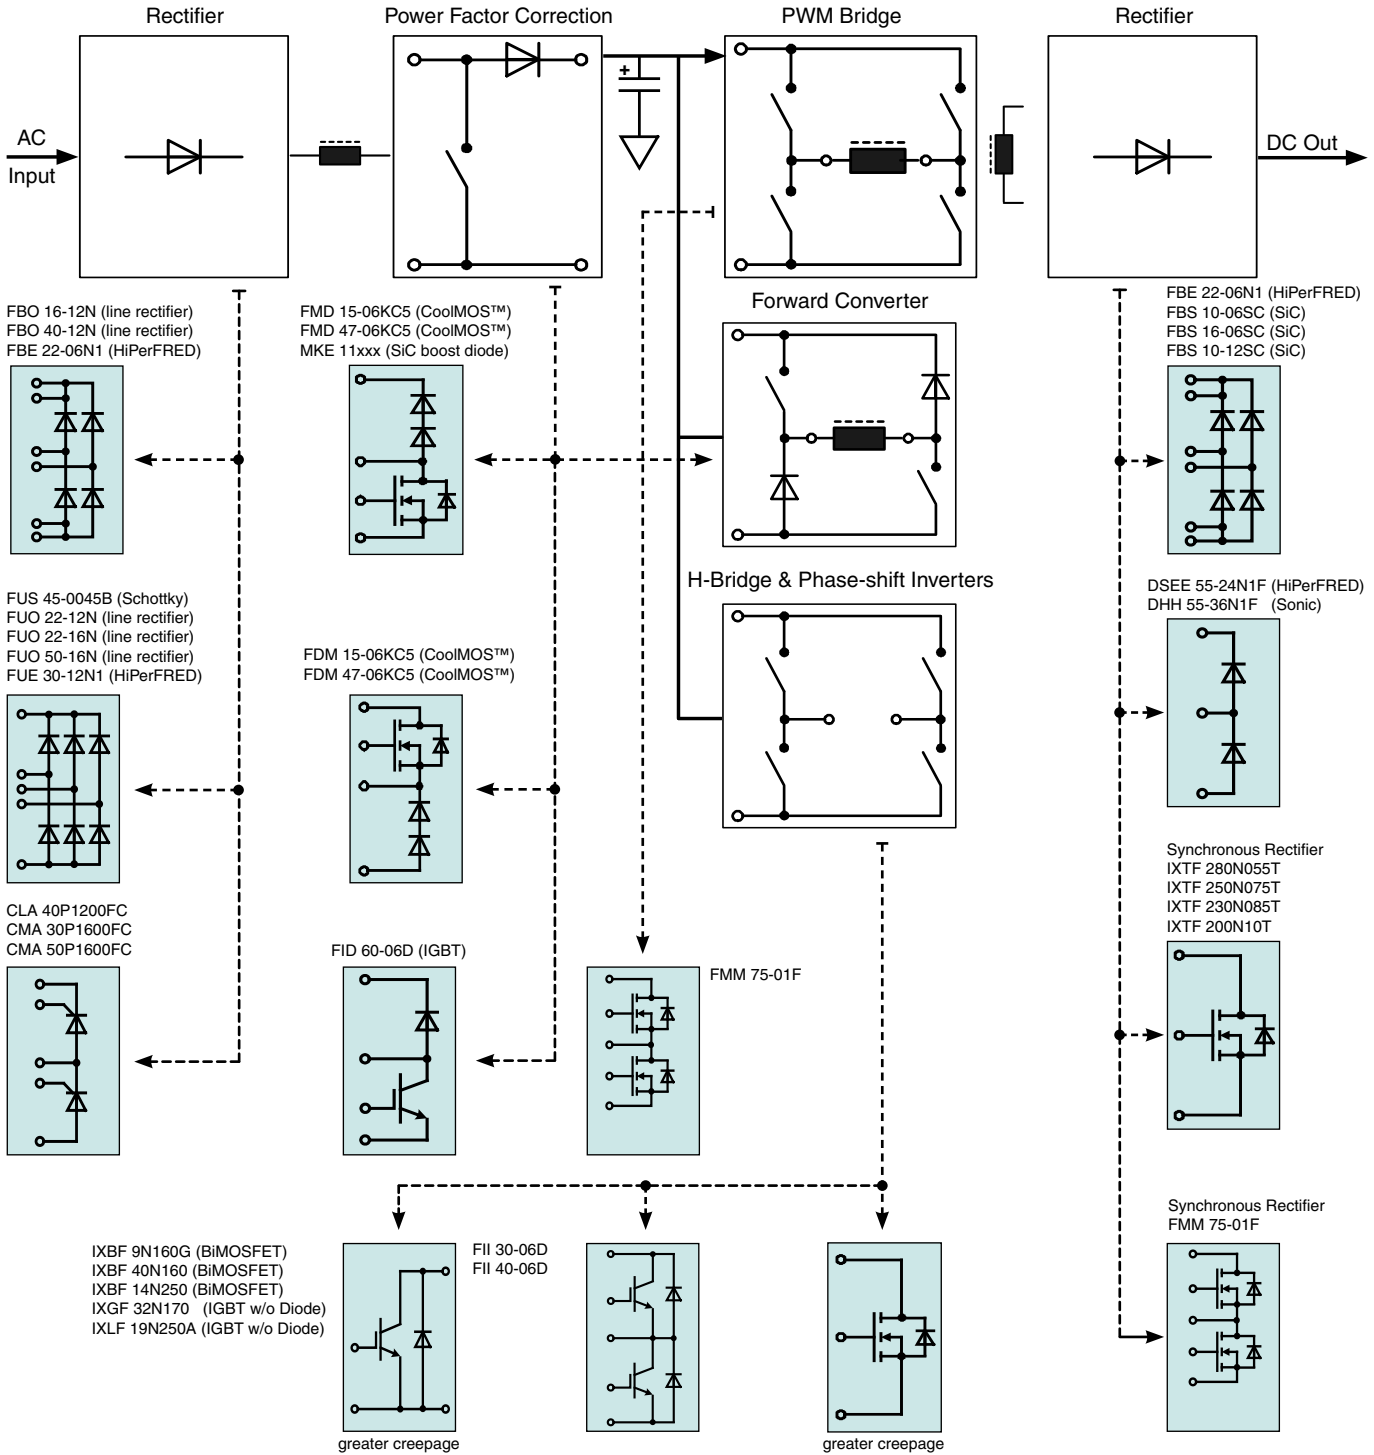 Rectifier
Power Factor Correction
PWM Bridge
Rectifier
AC
Input
+
DC Out
FBO 16-12N (line rectifier)
FBO 40-12N (line rectifier)
FBE 22-06N1 (HiPerFRED)
FMD 15-06KC5 (CoolMOS™)
FMD 47-06KC5 (CoolMOS™)
MKE 11xxx (SiC boost diode)
Forward Converter
FBE 22-06N1 (HiPerFRED)
FBS 10-06SC (SiC)
FBS 16-06SC (SiC)
FBS 10-12SC (SiC)
FUS 45-0045B (Schottky)
FUO 22-12N (line rectifier)
FUO 22-16N (line rectifier)
FUO 50-16N (line rectifier)
FUE 30-12N1 (HiPerFRED)
FDM 15-06KC5 (CoolMOS™)
FDM 47-06KC5 (CoolMOS™)
H-Bridge & Phase-shift Inverters
DSEE 55-24N1F (HiPerFRED)
DHH 55-36N1F (Sonic)
CLA 40P1200FC
CMA 30P1600FC
CMA 50P1600FC
FID 60-06D (IGBT)
FMM 75-01F
Synchronous Rectifier
IXTF 280N055T
IXTF 250N075T
IXTF 230N085T
IXTF 200N10T
Synchronous Rectifier
FMM 75-01F
IXBF 9N160G (BiMOSFET)
IXBF 40N160 (BiMOSFET)
IXBF 14N250 (BiMOSFET)
IXGF 32N170 (IGBT w/o Diode)
IXLF 19N250A (IGBT w/o Diode)
FII 30-06D
FII 40-06D
greater creepage
greater creepage